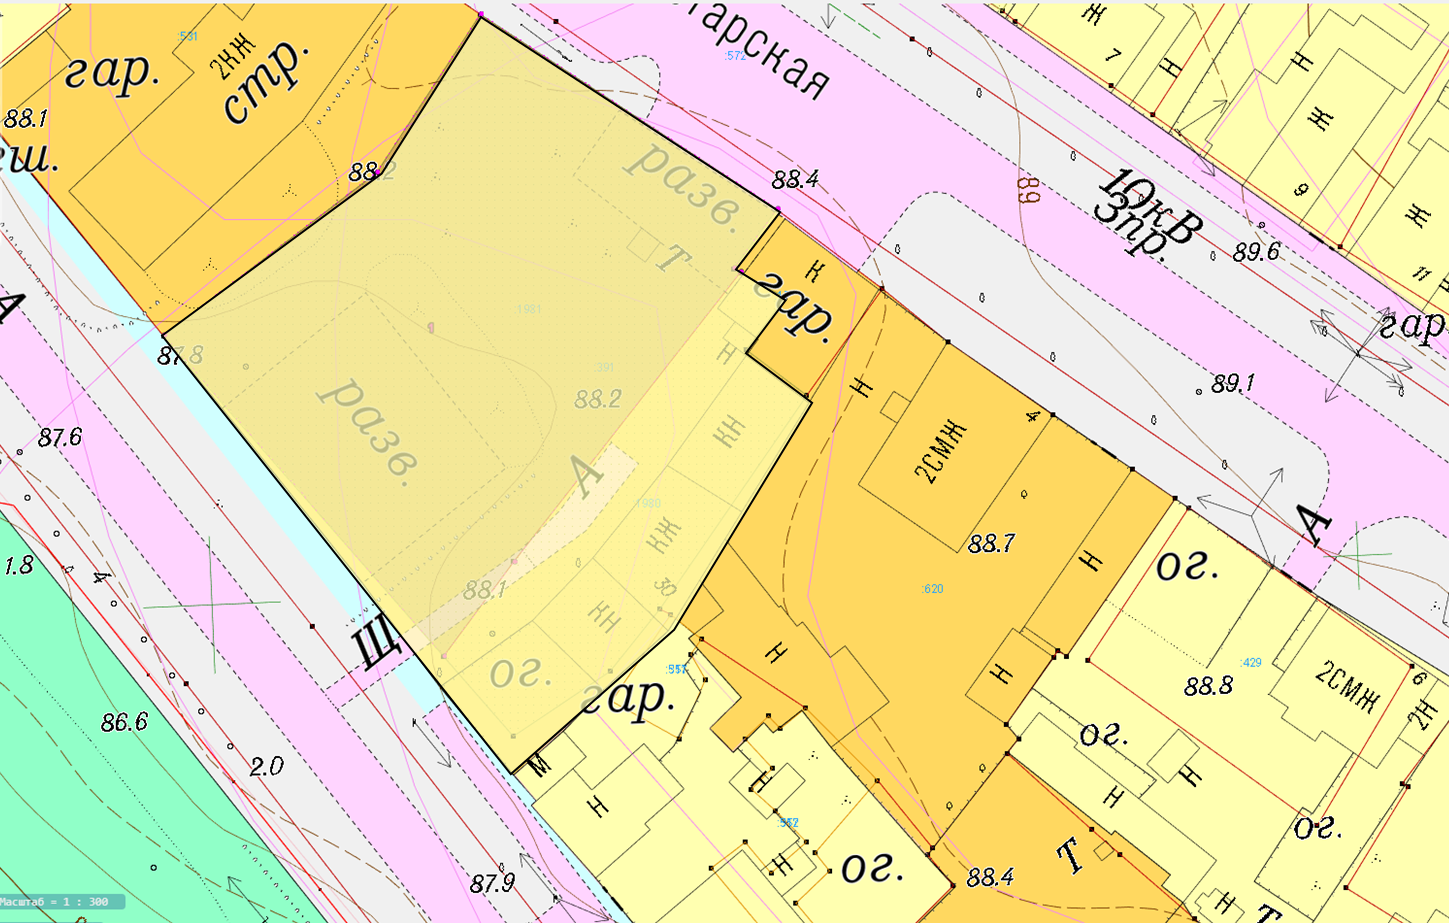 гар.
2КЖ
стр.
:531
88.1
еш.
88.2
87.8
А
87.6
1.8
4
86.6
2.0
87.9
Щ
Масштаб = 1 : 300
тарская
:572
88.4
разв.
Т
:1981
:391
88.2
разв.
А
88.1
:1980
Н
КН
КЖ
30
КН
ог.
гар.
К
гар.
Н
2СМЖ
4
88.7
:620
Н
Н
Н
М
Н
Н
Н
ог.
88.4
Т
89
10кВ
3пр.
89.6
89.1
гар
Ж
7
Н
Н
Ж
9
Ж
11
А
ог.
:429
88.8
2СМЖ
6
2Н
ог.
Н
Н
ог.
Н
Т